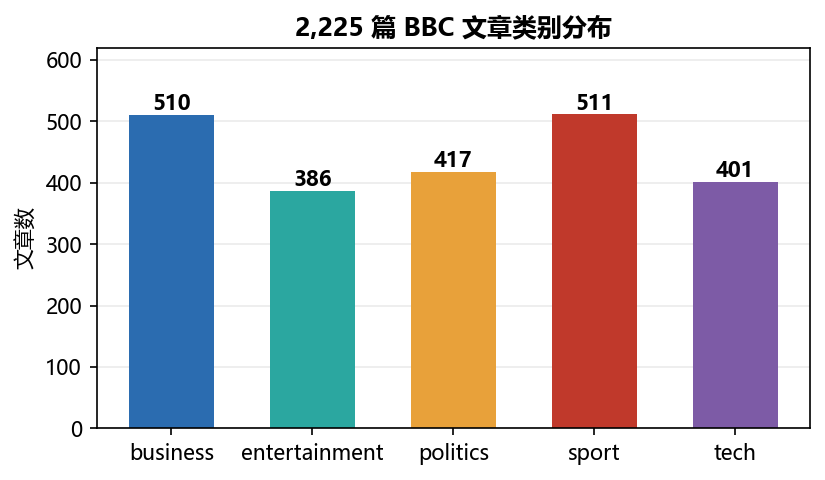 2,225 篇 BBC 文章类别分布
文章数
600
500
400
300
200
100
0
510
386
417
511
401
business
entertainment
politics
sport
tech